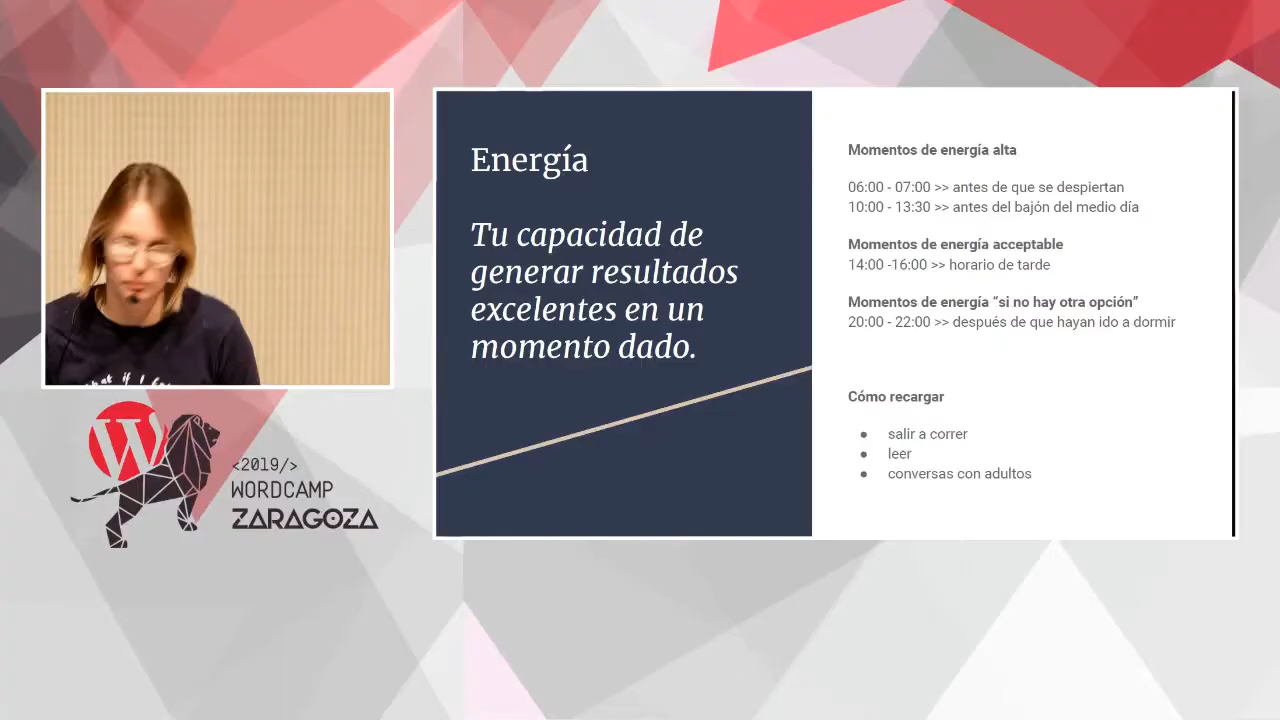 Energía
Tu capacidad de
generar resultados
excelentes en un
momento dado.
Momentos de energía alta
06:00 - 07:00 >> antes de que se despiertan
10:00 - 13:30 >> antes del bajón del medio día
Momentos de energía acceptable
14:00 -16:00 >> horario de tarde
Momentos de energía “si no hay otra opción”
20:00 - 22:00 >> después de que hayan ido a dormir
Cómo recargar
● salir a correr
● leer
● conversas con adultos
what if I
W
<2019/>
WORDCAMP
ZARAGOZA